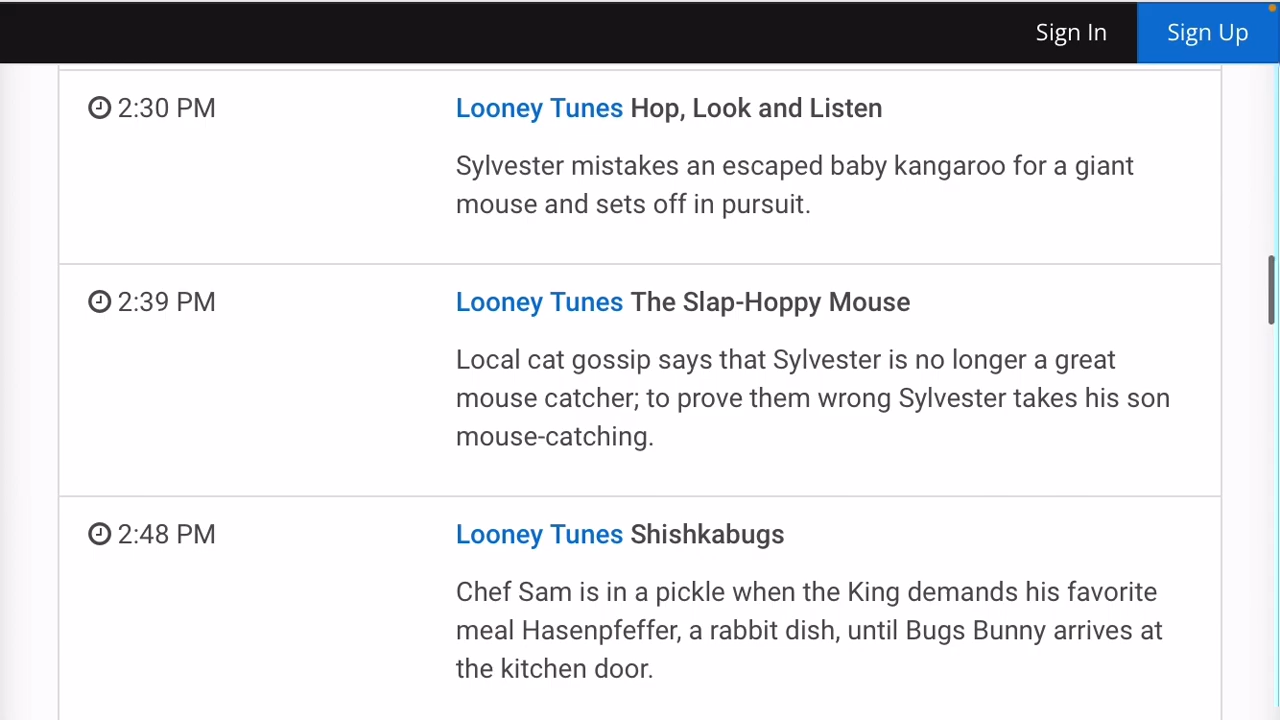 Sign In
Sign Up
2:30 PM
Looney Tunes Hop, Look and Listen
Sylvester mistakes an escaped baby kangaroo for a giant
mouse and sets off in pursuit.
2:39 PM
Looney Tunes The Slap-Hoppy Mouse
Local cat gossip says that Sylvester is no longer a great
mouse catcher; to prove them wrong Sylvester takes his son
mouse-catching.
2:48 PM
Looney Tunes Shishkabugs
Chef Sam is in a pickle when the King demands his favorite
meal Hasenpfeffer, a rabbit dish, until Bugs Bunny arrives at
the kitchen door.